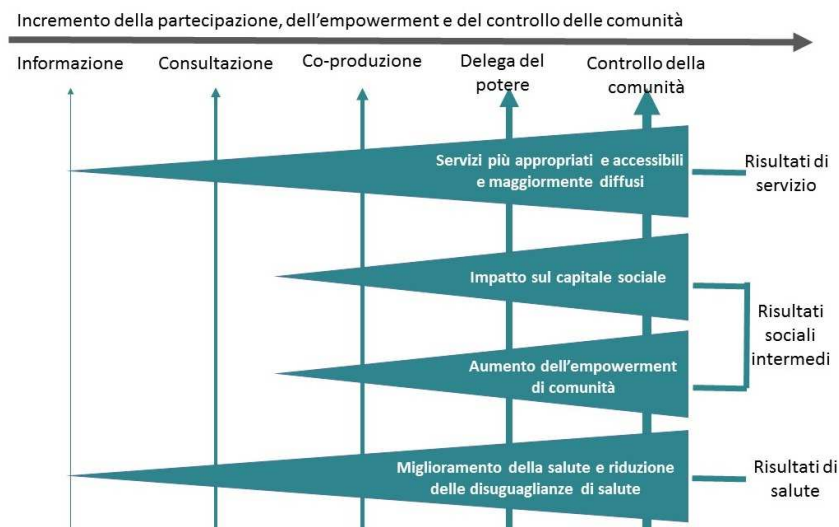 Incremento della partecipazione, dell’empowerment e del controllo delle comunità
Informazione
Consultazione
Co-produzione
Delega del
potere
Controllo della
comunità
Servizi più appropriati e accessibili
e maggiormente diffusi
Risultati di
servizio
Impatto sul capitale sociale
Risultati
sociali
intermedi
Aumento dell’empowerment
di comunità
Miglioramento della salute e riduzione
delle disuguaglianze di salute
Risultati di
salute